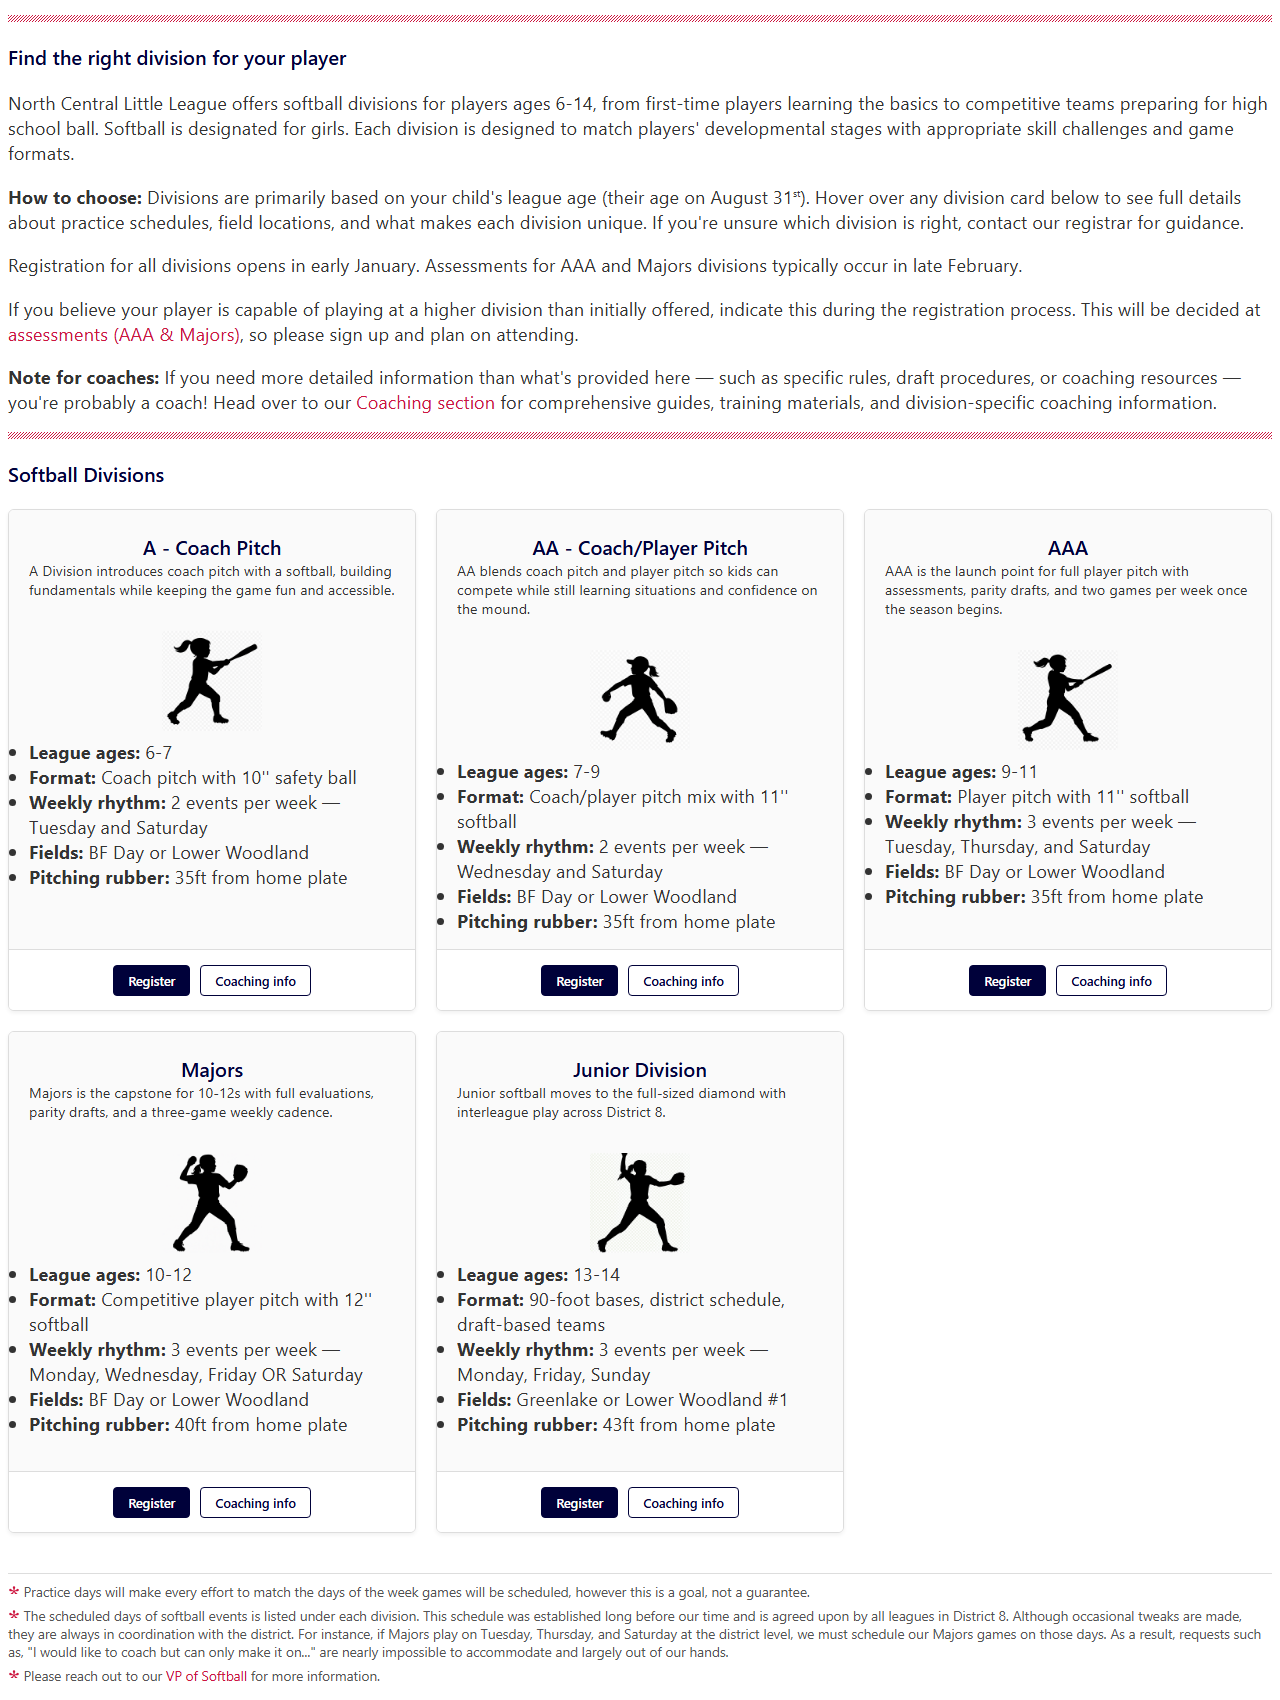 Find the right division for your player
North Central Little League offers softball divisions for players ages 6-14, from first-time players learning the basics to competitive teams preparing for high
school ball. Softball is designated for girls. Each division is designed to match players' developmental stages with appropriate skill challenges and game
formats.
How to choose: Divisions are primarily based on your child's league age (their age on August 31st). Hover over any division card below to see full details
about practice schedules, field locations, and what makes each division unique. If you're unsure which division is right, contact our registrar for guidance.
Registration for all divisions opens in early January. Assessments for AAA and Majors divisions typically occur in late February.
If you believe your player is capable of playing at a higher division than initially offered, indicate this during the registration process. This will be decided at
assessments (AAA & Majors), so please sign up and plan on attending.
Note for coaches: If you need more detailed information than what's provided here — such as specific rules, draft procedures, or coaching resources —
you're probably a coach! Head over to our Coaching section for comprehensive guides, training materials, and division-specific coaching information.
Softball Divisions
A - Coach Pitch
A Division introduces coach pitch with a softball, building
fundamentals while keeping the game fun and accessible.
League ages: 6-7
Format: Coach pitch with 10'' safety ball
Weekly rhythm: 2 events per week —
Tuesday and Saturday
Fields: BF Day or Lower Woodland
Pitching rubber: 35ft from home plate
Register
Coaching info
AA - Coach/Player Pitch
AA blends coach pitch and player pitch so kids can
compete while still learning situations and confidence on
the mound.
League ages: 7-9
Format: Coach/player pitch mix with 11''
softball
Weekly rhythm: 2 events per week —
Wednesday and Saturday
Fields: BF Day or Lower Woodland
Pitching rubber: 35ft from home plate
Register
Coaching info
AAA
AAA is the launch point for full player pitch with
assessments, parity drafts, and two games per week once
the season begins.
League ages: 9-11
Format: Player pitch with 11'' softball
Weekly rhythm: 3 events per week —
Tuesday, Thursday, and Saturday
Fields: BF Day or Lower Woodland
Pitching rubber: 35ft from home plate
Register
Coaching info
Majors
Majors is the capstone for 10-12s with full evaluations,
parity drafts, and a three-game weekly cadence.
League ages: 10-12
Format: Competitive player pitch with 12''
softball
Weekly rhythm: 3 events per week —
Monday, Wednesday, Friday OR Saturday
Fields: BF Day or Lower Woodland
Pitching rubber: 40ft from home plate
Register
Coaching info
Junior Division
Junior softball moves to the full-sized diamond with
interleague play across District 8.
League ages: 13-14
Format: 90-foot bases, district schedule,
draft-based teams
Weekly rhythm: 3 events per week —
Monday, Friday, Sunday
Fields: Greenlake or Lower Woodland #1
Pitching rubber: 43ft from home plate
Register
Coaching info
* Practice days will make every effort to match the days of the week games will be scheduled, however this is a goal, not a guarantee.
* The scheduled days of softball events is listed under each division. This schedule was established long before our time and is agreed upon by all leagues in District 8. Although occasional tweaks are made,
they are always in coordination with the district. For instance, if Majors play on Tuesday, Thursday, and Saturday at the district level, we must schedule our Majors games on those days. As a result, requests such
as, "I would like to coach but can only make it on..." are nearly impossible to accommodate and largely out of our hands.
* Please reach out to our VP of Softball for more information.